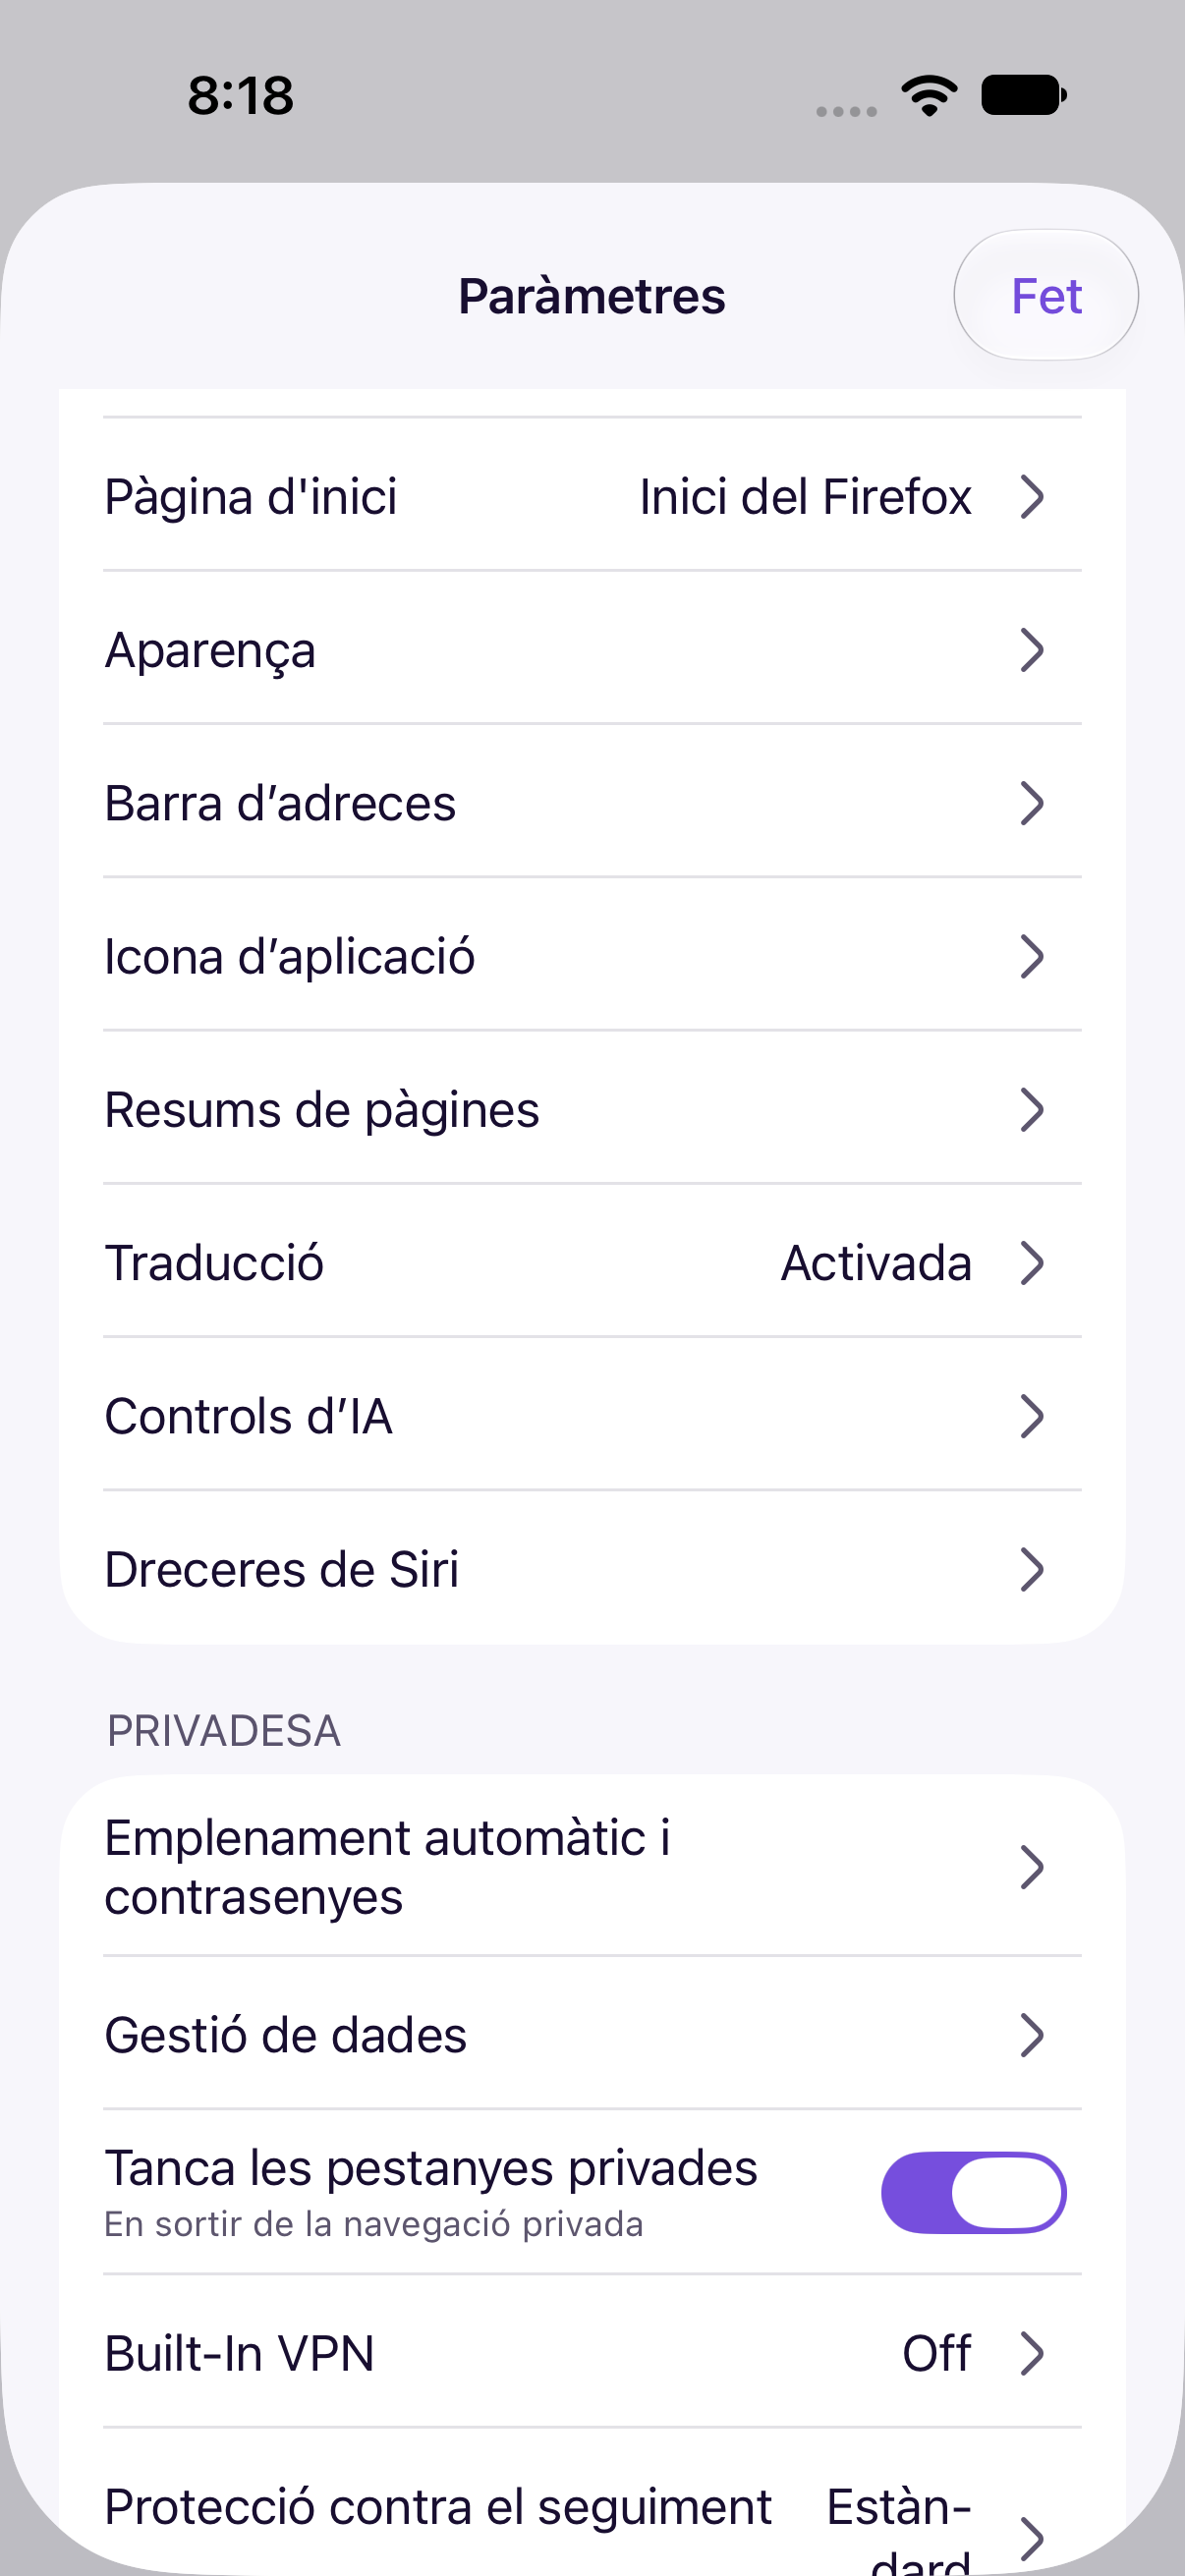 8:18
Paràmetres
Fet
Pàgina d'inici Inici del Firefox
Aparença
Barra d’adreces
Icona d’aplicació
Resums de pàgines
Traducció Activada
Controls d’IA
Dreceres de Siri
PRIVADESA
Emplenament automàtic i
contrasenyes
Gestió de dades
Tanca les pestanyes privades
En sortir de la navegació privada
Built-In VPN Off
Protecció contra el seguiment Estàn-
dard